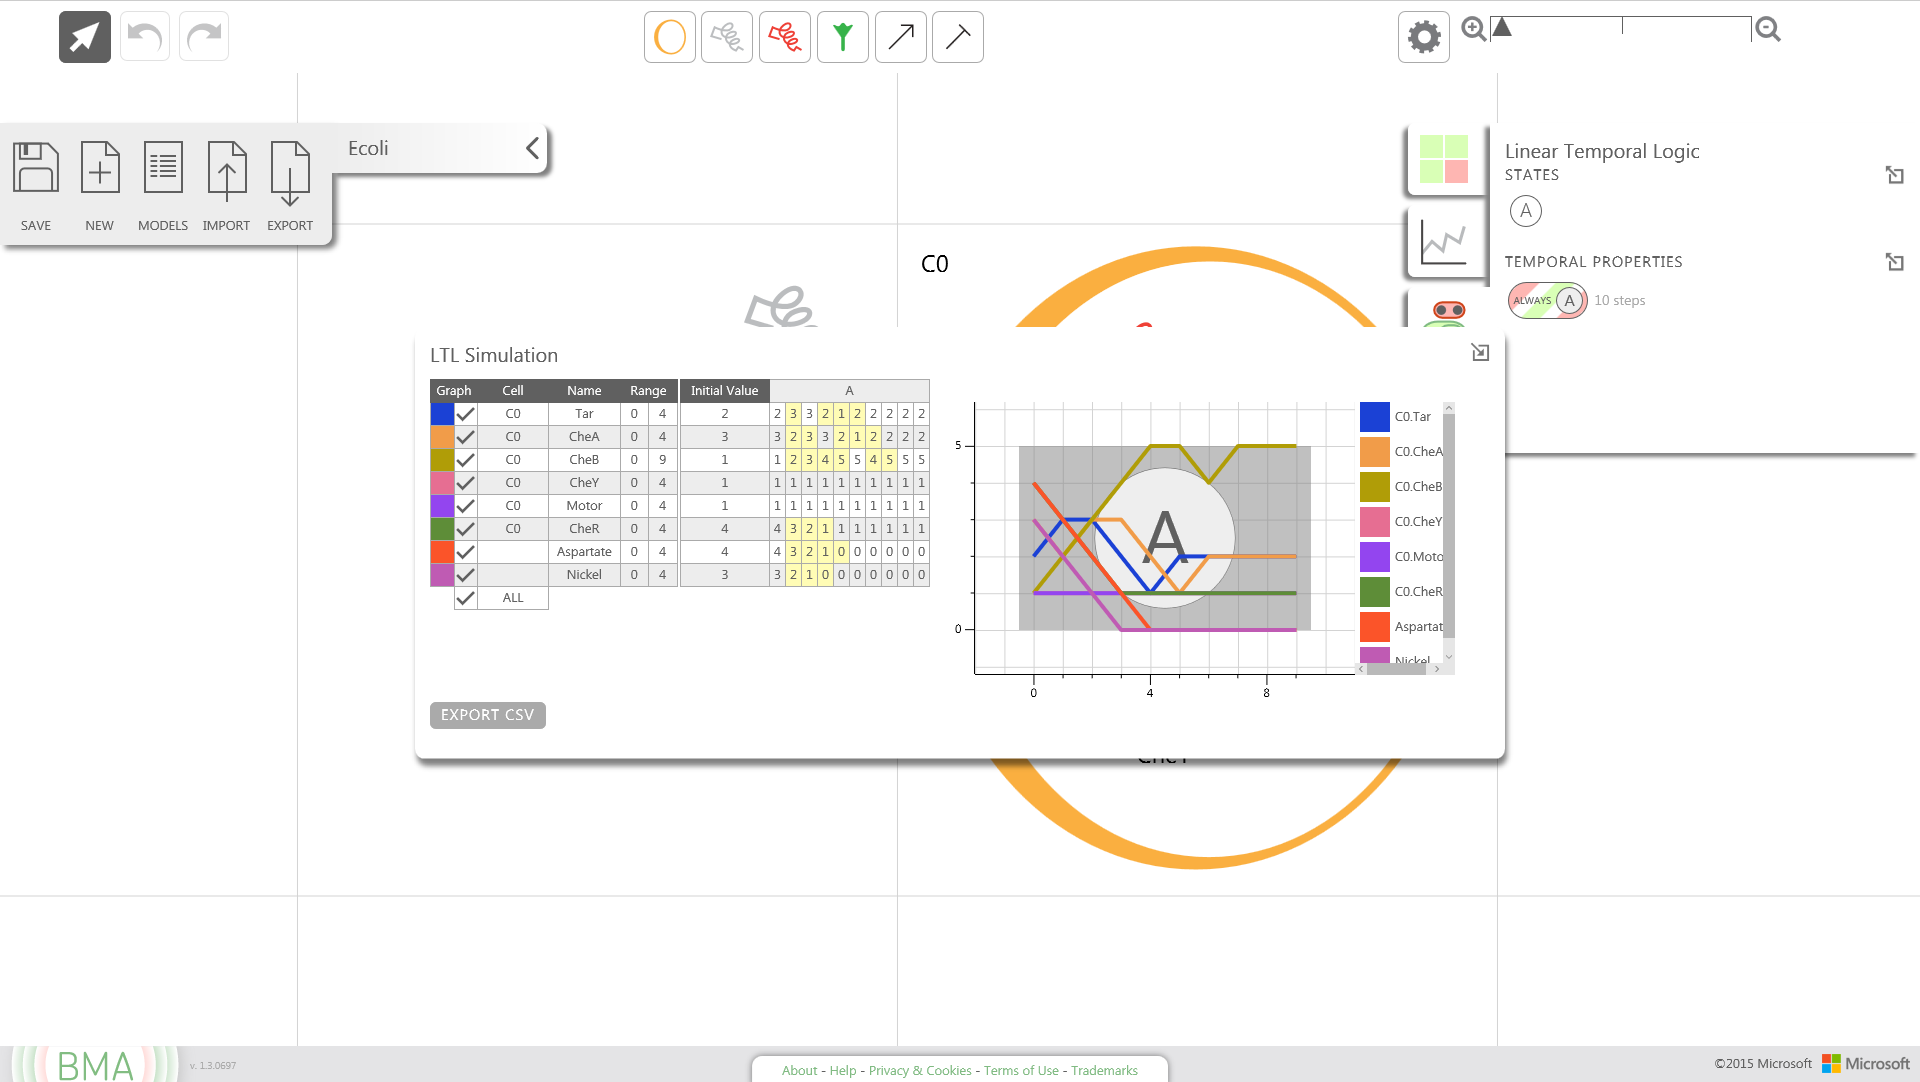 Ecoli
SAVE NEW MODELS IMPORT EXPORT
C0
Linear Temporal Logic
STATES
A
TEMPORAL PROPERTIES
ALWAYS A 10 steps
LTL Simulation
Graph Cell Name Range Initial Value A
C0 Tar 0 4 2 2 3 3 2 1 2 2 2 2 2
C0 CheA 0 4 3 3 2 3 3 2 1 2 2 2 2
C0 CheB 0 9 1 1 2 3 4 5 5 4 5 5 5
C0 CheY 0 4 1 1 1 1 1 1 1 1 1 1 1
C0 Motor 0 4 1 1 1 1 1 1 1 1 1 1 1
C0 CheR 0 4 4 4 3 2 1 1 1 1 1 1 1
Aspartate 0 4 4 4 3 2 1 0 0 0 0 0 0
Nickel 0 4 3 3 2 1 0 0 0 0 0 0 0
ALL
EXPORT CSV
5
0
A
0 4 8
C0.Tar
C0.CheA
C0.CheB
C0.CheY
C0.Moto
C0.CheR
Aspartat
Nickel
CheY
BMA
v. 1.3.0697
About - Help - Privacy & Cookies - Terms of Use - Trademarks
©2015 Microsoft
Microsoft